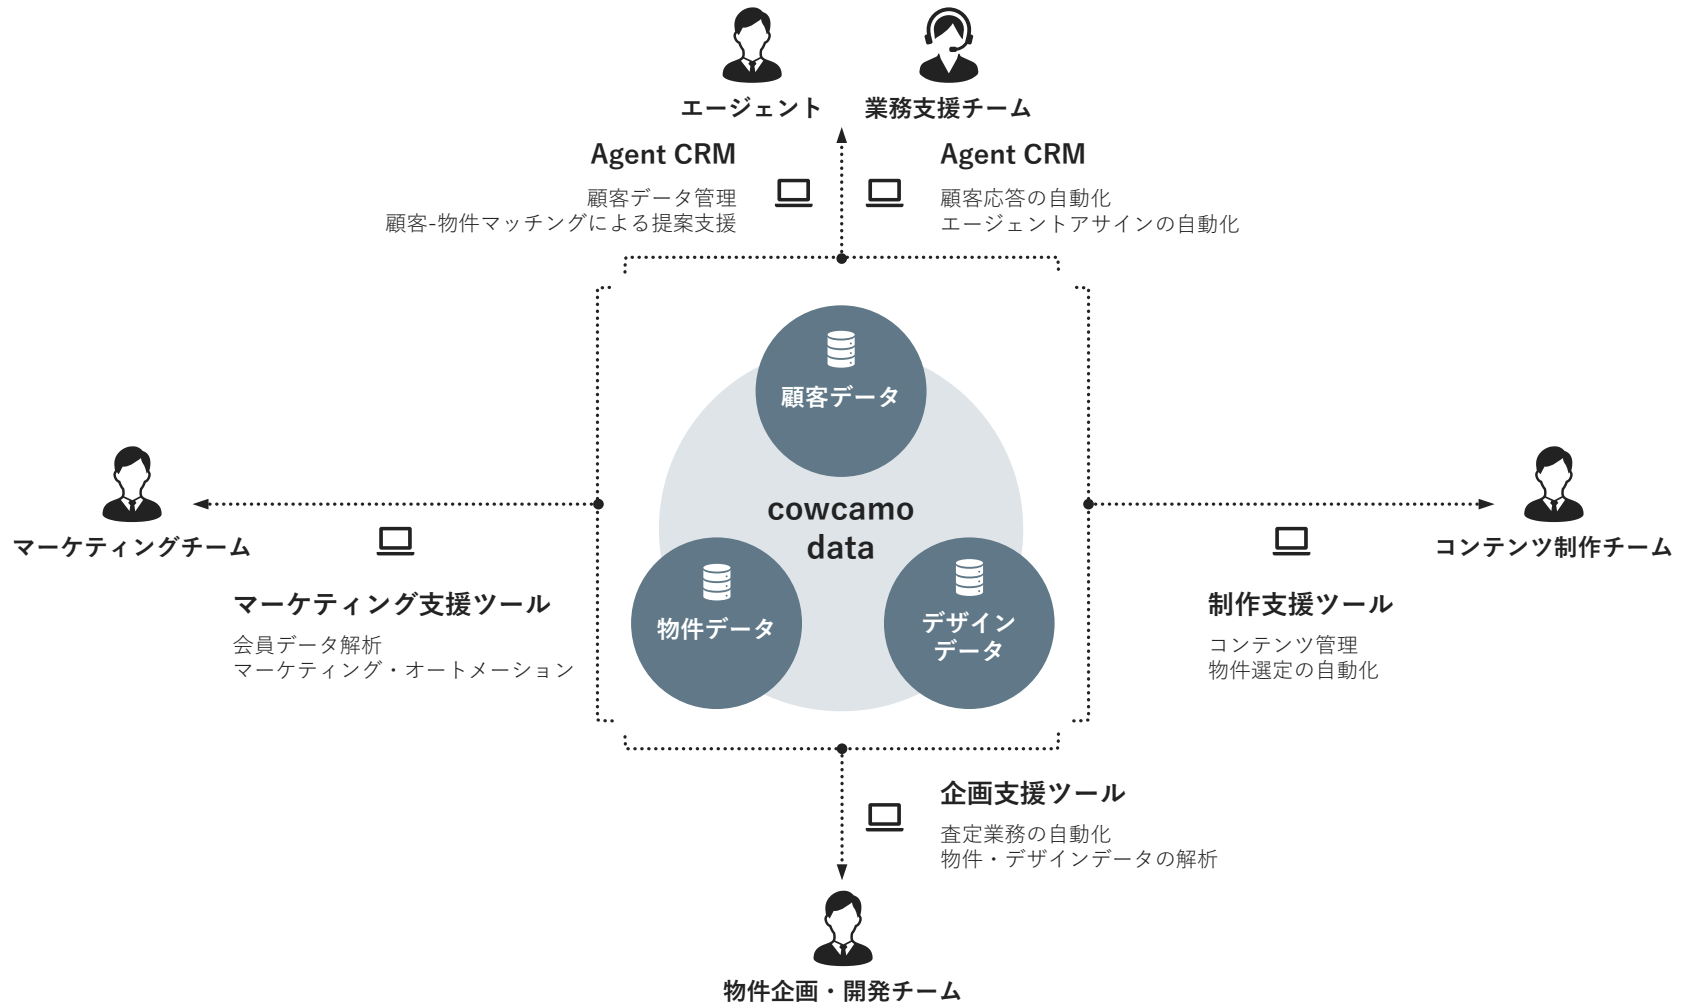 エージェント
業務支援チーム
Agent CRM
顧客データ管理
顧客-物件マッチングによる提案支援
Agent CRM
顧客応答の自動化
エージェントアサインの自動化
顧客データ
cowcamo
data
物件データ
デザイン
データ
マーケティングチーム
マーケティング支援ツール
会員データ解析
マーケティング・オートメーション
コンテンツ制作チーム
制作支援ツール
コンテンツ管理
物件選定の自動化
企画支援ツール
査定業務の自動化
物件・デザインデータの解析
物件企画・開発チーム